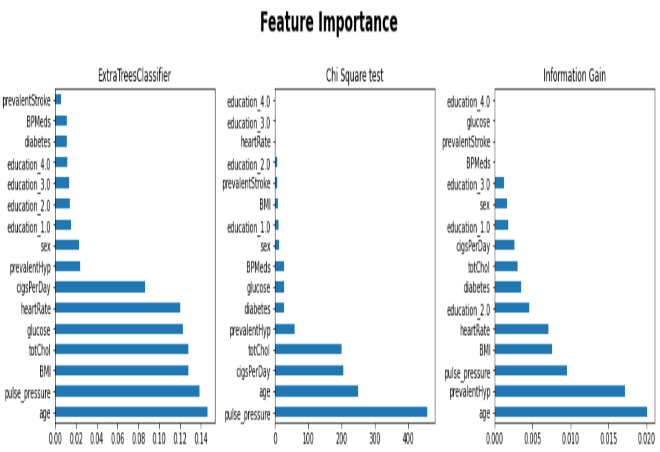 Feature Importance
ExtraTreesClassifier
prevalentStroke
BPMeds
diabetes
education_4.0
education_3.0
education_2.0
education_1.0
sex
prevalentHyp
cigsPerDay
heartRate
glucose
totChol
BMI
pulse_pressure
age
0.00 0.02 0.04 0.06 0.08 0.10 0.12 0.14
Chi Square test
education_4.0
education_3.0
heartRate
education_2.0
prevalentStroke
BMI
education_1.0
sex
BPMeds
glucose
diabetes
prevalentHyp
totChol
cigsPerDay
age
pulse_pressure
0 100 200 300 400
Information Gain
education_4.0
glucose
prevalentStroke
BPMeds
education_3.0
sex
education_1.0
cigsPerDay
totChol
diabetes
education_2.0
heartRate
BMI
pulse_pressure
prevalentHyp
age
0.000 0.005 0.010 0.015 0.020